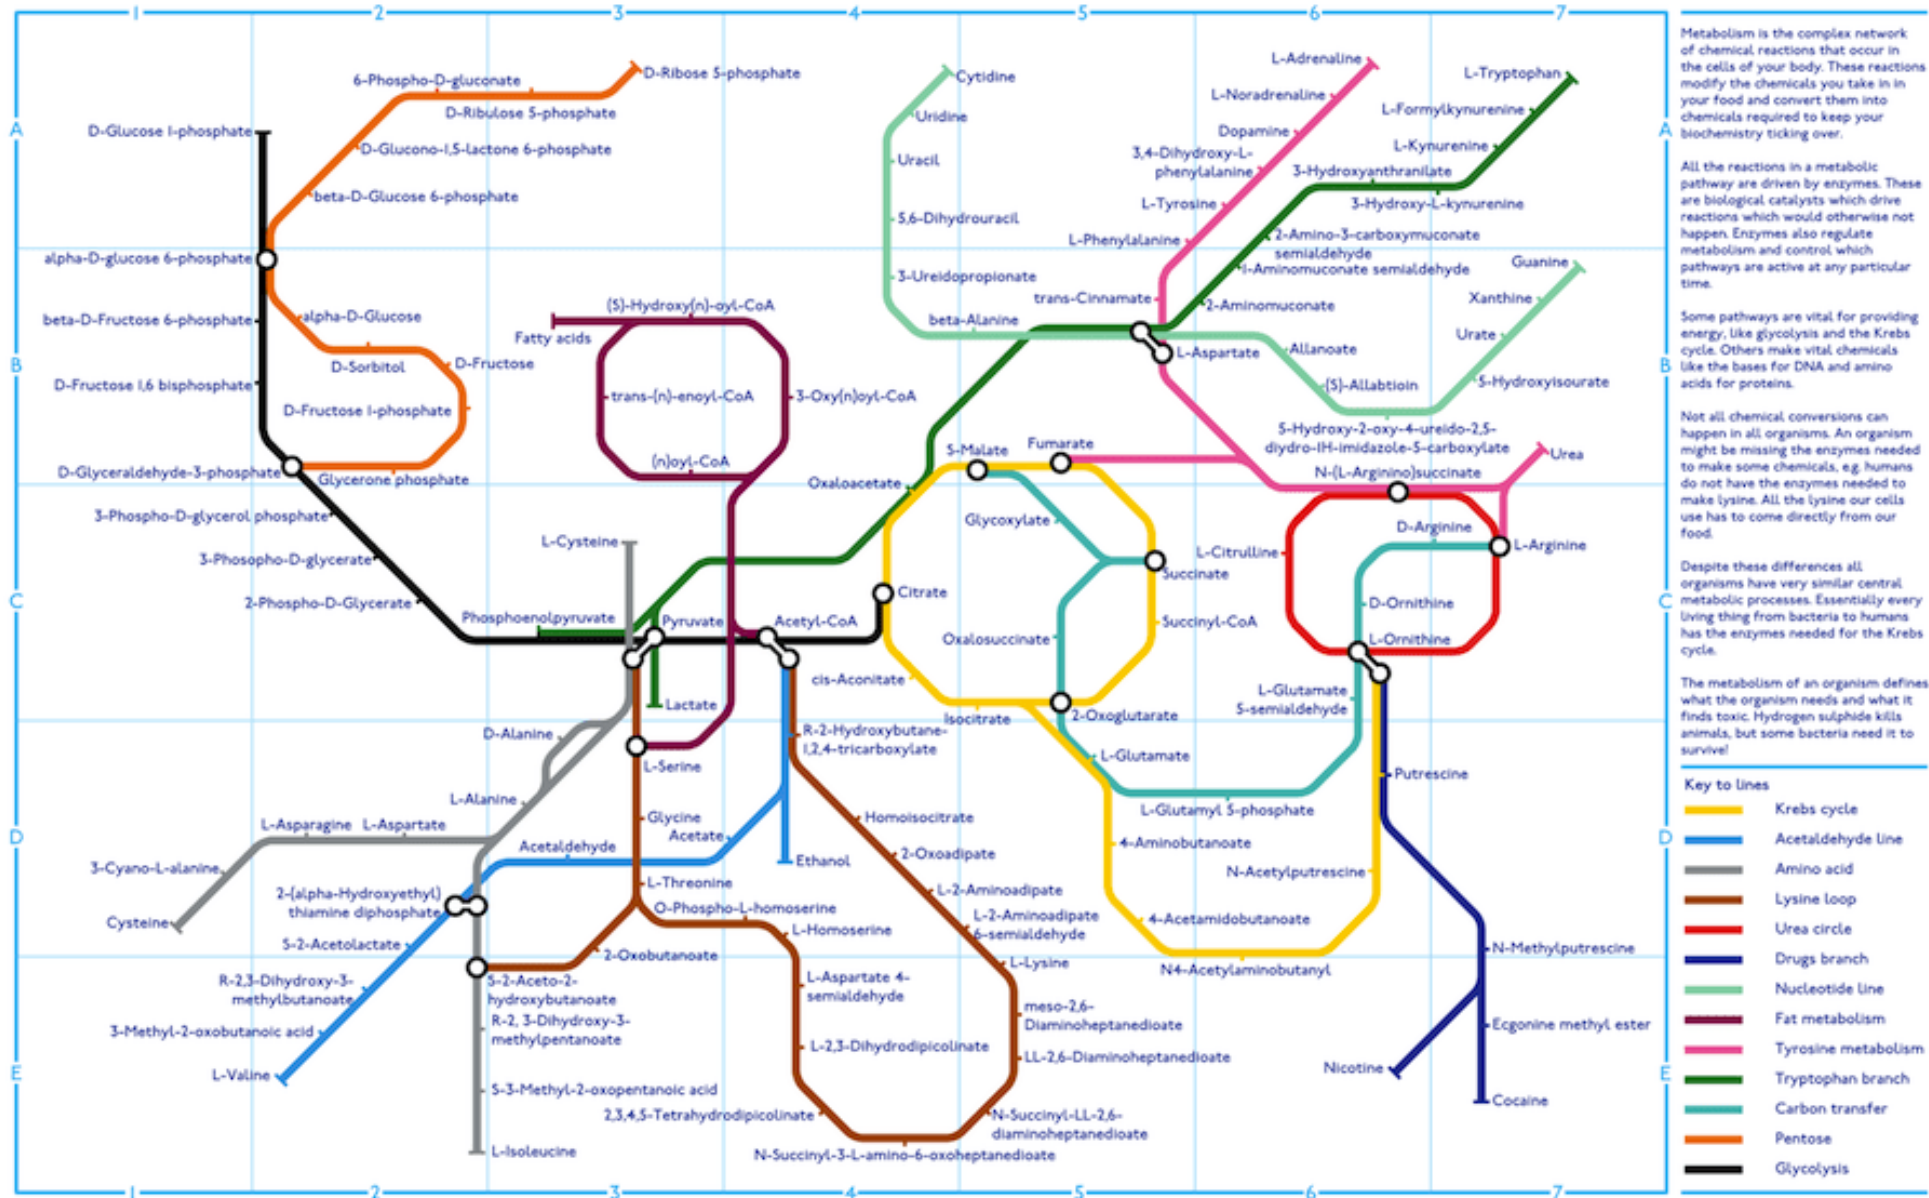 1 2 3 4 5 6 7
A
B
C
D
E
D-Glucose 1-phosphate
alpha-D-glucose 6-phosphate
beta-D-Fructose 6-phosphate
D-Fructose 1,6 bisphosphate
D-Glyceraldehyde-3-phosphate
3-Phospho-D-glycerol phosphate
3-Phosopho-D-glycerate
2-Phospho-D-Glycerate
Phosphoenolpyruvate
Pyruvate
Acetyl-CoA
Citrate
6-Phospho-D-gluconate
D-Ribose 5-phosphate
D-Ribulose 5-phosphate
D-Glucono-1,5-lactone 6-phosphate
beta-D-Glucose 6-phosphate
alpha-D-Glucose
D-Sorbitol
D-Fructose
D-Fructose 1-phosphate
Glycerone phosphate
Fatty acids
(S)-Hydroxy(n)-oyl-CoA
trans-(n)-enoyl-CoA
3-Oxy(n)oyl-CoA
(n)oyl-CoA
Cytidine
Uridine
Uracil
5,6-Dihydrouracil
3-Ureidopropionate
beta-Alanine
L-Adrenaline
L-Noradrenaline
Dopamine
3,4-Dihydroxy-L-
phenylalanine
L-Tyrosine
L-Phenylalanine
trans-Cinnamate
L-Aspartate
L-Tryptophan
L-Formylkynurenine
L-Kynurenine
3-Hydroxyanthranilate
3-Hydroxy-L-kynurenine
2-Amino-3-carboxymuconate
semialdehyde
1-Aminomuconate semialdehyde
2-Aminomuconate
Guanine
Xanthine
Urate
5-Hydroxyisourate
Allanoate
(S)-Allabtioin
5-Hydroxy-2-oxy-4-ureido-2,5-
diydro-IH-imidazole-5-carboxylate
N-(L-Arginino)succinate
Urea
Oxaloacetate
S-Malate
Fumarate
Glycoxylate
Succinate
Succinyl-CoA
Oxalosuccinate
cis-Aconitate
Isocitrate
2-Oxoglutarate
L-Citrulline
D-Arginine
L-Arginine
D-Ornithine
L-Ornithine
L-Glutamate
5-semialdehyde
L-Glutamate
L-Glutamyl 5-phosphate
4-Aminobutanoate
4-Acetamidobutanoate
N4-Acetylaminobutanyl
N-Acetylputrescine
Putrescine
N-Methylputrescine
Ecgonine methyl ester
Nicotine
Cocaine
L-Cysteine
Lactate
D-Alanine
L-Alanine
L-Serine
Glycine
L-Asparagine
L-Aspartate
3-Cyano-L-alanine
Cysteine
Acetaldehyde
Acetate
Ethanol
R-2-Hydroxybutane-
1,2,4-tricarboxylate
Homoisocitrate
2-Oxoadipate
L-2-Aminoadipate
L-2-Aminoadipate
6-semialdehyde
L-Lysine
meso-2,6-
Diaminoheptanedioate
LL-2,6-Diaminoheptanedioate
N-Succinyl-LL-2,6-
diaminoheptanedioate
N-Succinyl-3-L-amino-6-oxoheptanedioate
2,3,4,5-Tetrahydrodipicolinate
L-2,3-Dihydrodipicolinate
L-Aspartate 4-
semialdehyde
L-Homoserine
O-Phospho-L-homoserine
L-Threonine
2-Oxobutanoate
2-(alpha-Hydroxyethyl)
thiamine diphosphate
S-2-Acetolactate
R-2,3-Dihydroxy-3-
methylbutanoate
3-Methyl-2-oxobutanoic acid
L-Valine
S-2-Aceto-2-
hydroxybutanoate
R-2, 3-Dihydroxy-3-
methylpentanoate
S-3-Methyl-2-oxopentanoic acid
L-Isoleucine
1 2 3 4 5 6 7
A
B
C
D
E
Metabolism is the complex network
of chemical reactions that occur in
the cells of your body. These reactions
modify the chemicals you take in in
your food and convert them into
chemicals required to keep your
biochemistry ticking over.
All the reactions in a metabolic
pathway are driven by enzymes. These
are biological catalysts which drive
reactions which would otherwise not
happen. Enzymes also regulate
metabolism and control which
pathways are active at any particular
time.
Some pathways are vital for providing
energy, like glycolysis and the Krebs
cycle. Others make vital chemicals
like the bases for DNA and amino
acids for proteins.
Not all chemical conversions can
happen in all organisms. An organism
might be missing the enzymes needed
to make some chemicals, e.g. humans
do not have the enzymes needed to
make lysine. All the lysine our cells
use has to come directly from our
food.
Despite these differences all
organisms have very similar central
metabolic processes. Essentially every
living thing from bacteria to humans
has the enzymes needed for the Krebs
cycle.
The metabolism of an organism defines
what the organism needs and what it
finds toxic. Hydrogen sulphide kills
animals, but some bacteria need it to
survive!
Key to lines
Krebs cycle
Acetaldehyde line
Amino acid
Lysine loop
Urea circle
Drugs branch
Nucleotide line
Fat metabolism
Tyrosine metabolism
Tryptophan branch
Carbon transfer
Pentose
Glycolysis